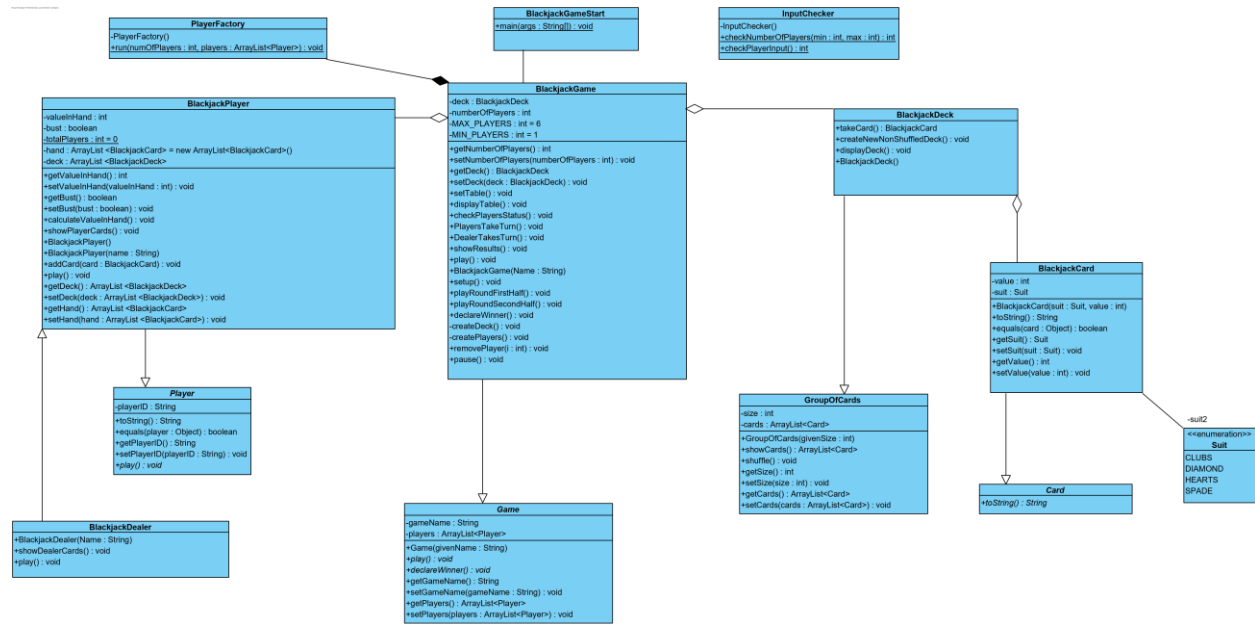 PlayerFactory
-PlayerFactory()
+run(numOfPlayers : int, players : ArrayList<Player>) : void
BlackjackGameStart
+main(args : String[]) : void
InputChecker
-InputChecker()
+checkNumberOfPlayers(min : int, max : int) : int
+checkPlayerInput() : int
BlackjackPlayer
-valueInHand : int
-bust : boolean
-totalPlayers : int = 0
-hand : ArrayList <BlackjackCard> = new ArrayList<BlackjackCard>()
-deck : ArrayList <BlackjackDeck>
+getValueInHand() : int
+setValueInHand(valueInHand : int) : void
+getBust() : boolean
+setBust(bust : boolean) : void
+calculateValueInHand() : void
+showPlayerCards() : void
+BlackjackPlayer()
+BlackjackPlayer(name : String)
+addCard(card : BlackjackCard) : void
+play() : void
+getDeck() : ArrayList <BlackjackDeck>
+setDeck(deck : ArrayList <BlackjackDeck>) : void
+getHand() : ArrayList <BlackjackCard>
+setHand(hand : ArrayList <BlackjackCard>) : void
BlackjackGame
-deck : BlackjackDeck
-numberOfPlayers : int
-MAX_PLAYERS : int = 6
-MIN_PLAYERS : int = 1
+getNumberOfPlayers() : int
+setNumberOfPlayers(numberOfPlayers : int) : void
+getDeck() : BlackjackDeck
+setDeck(deck : BlackjackDeck) : void
+setTable() : void
+displayTable() : void
+checkPlayersStatus() : void
+PlayersTakeTurn() : void
+DealerTakesTurn() : void
+showResults() : void
+play() : void
+BlackjackGame(Name : String)
+setup() : void
+playRoundFirstHalf() : void
+playRoundSecondHalf() : void
+declareWinner() : void
-createDeck() : void
-createPlayers() : void
+removePlayer(i : int) : void
+pause() : void
BlackjackDeck
+takeCard() : BlackjackCard
+createNewNonShuffledDeck() : void
+displayDeck() : void
+BlackjackDeck()
BlackjackCard
-value : int
-suit : Suit
+BlackjackCard(suit : Suit, value : int)
+toString() : String
+equals(card : Object) : boolean
+getSuit() : Suit
+setSuit(suit : Suit) : void
+getValue() : int
+setValue(value : int) : void
Player
-playerID : String
+toString() : String
+equals(player : Object) : boolean
+getPlayerID() : String
+setPlayerID(playerID : String) : void
+play() : void
GroupOfCards
-size : int
-cards : ArrayList<Card>
+GroupOfCards(givenSize : int)
+showCards() : ArrayList<Card>
+shuffle() : void
+getSize() : int
+setSize(size : int) : void
+getCards() : ArrayList<Card>
+setCards(cards : ArrayList<Card>) : void
-suit2
<<enumeration>>
Suit
CLUBS
DIAMOND
HEARTS
SPADE
Card
+toString() : String
BlackjackDealer
+BlackjackDealer(Name : String)
+showDealerCards() : void
+play() : void
Game
-gameName : String
-players : ArrayList<Player>
+Game(givenName : String)
+play() : void
+declareWinner() : void
+getGameName() : String
+setGameName(gameName : String) : void
+getPlayers() : ArrayList<Player>
+setPlayers(players : ArrayList<Player>) : void